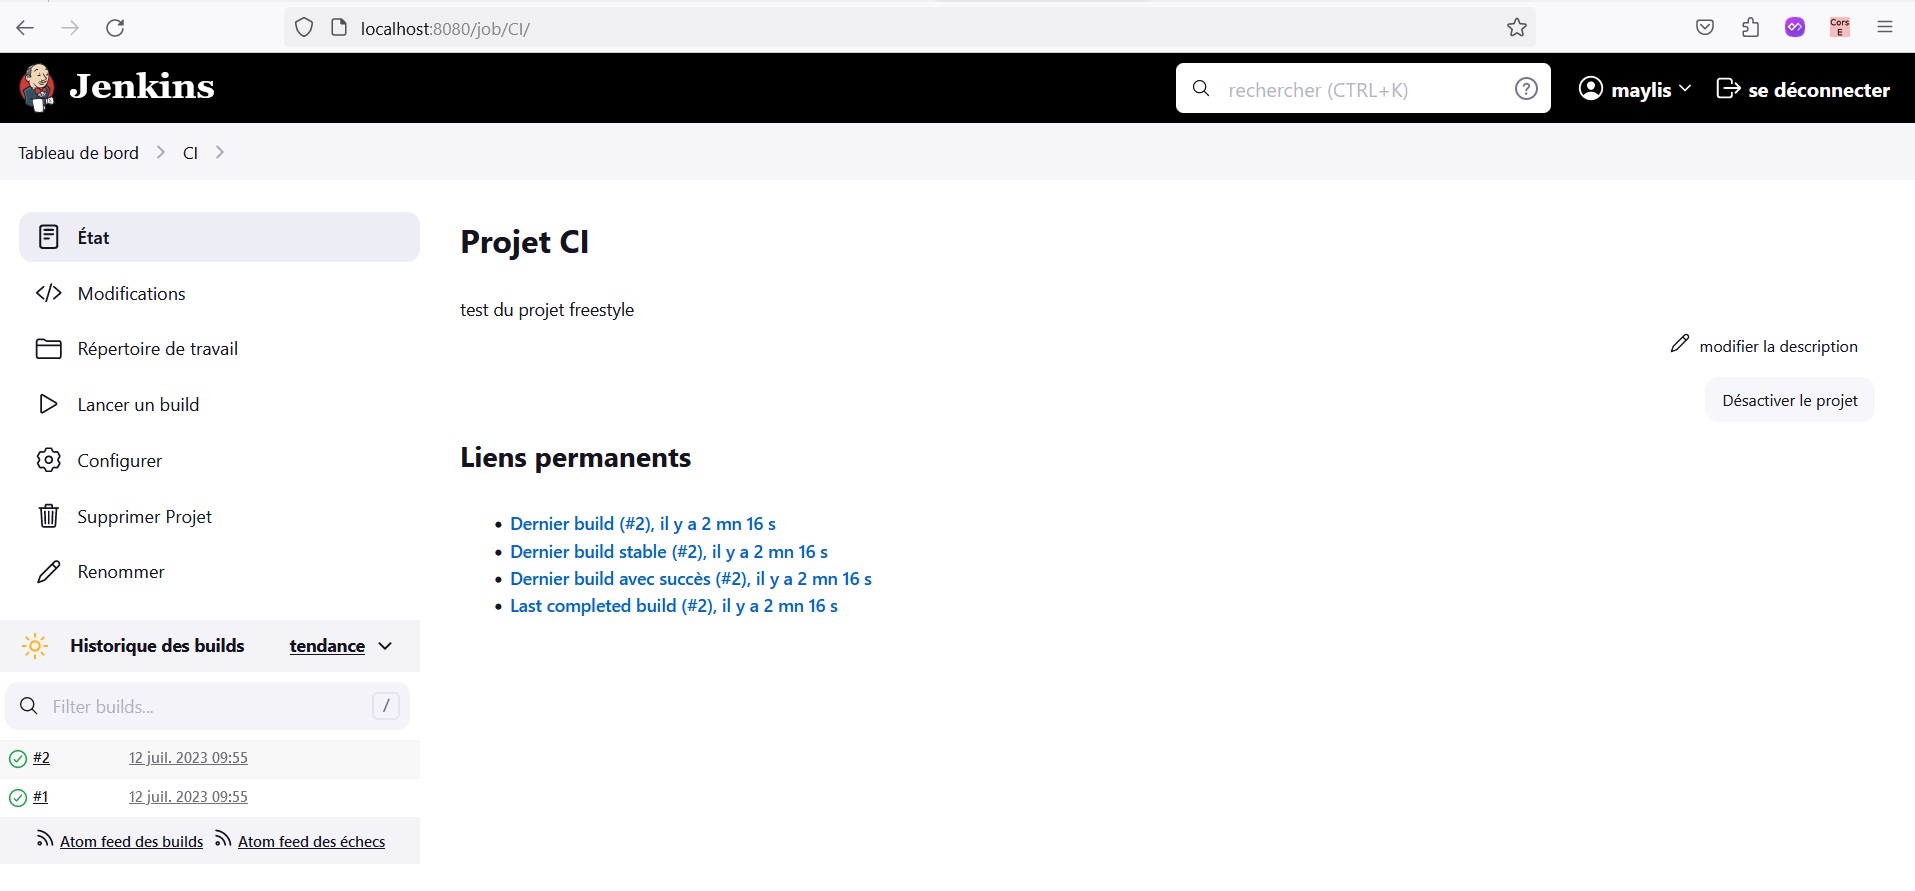 localhost:8080/job/CI/
Cors
E
Jenkins
rechercher (CTRL+K)
?
maylis
se déconnecter
Tableau de bord
CI
État
Modifications
Répertoire de travail
Lancer un build
Configurer
Supprimer Projet
Renommer
Historique des builds
tendance
Filter builds...
/
#2
12 juil. 2023 09:55
#1
12 juil. 2023 09:55
Atom feed des builds
Atom feed des échecs
Projet CI
test du projet freestyle
modifier la description
Désactiver le projet
Liens permanents
Dernier build (#2), il y a 2 mn 16 s
Dernier build stable (#2), il y a 2 mn 16 s
Dernier build avec succès (#2), il y a 2 mn 16 s
Last completed build (#2), il y a 2 mn 16 s